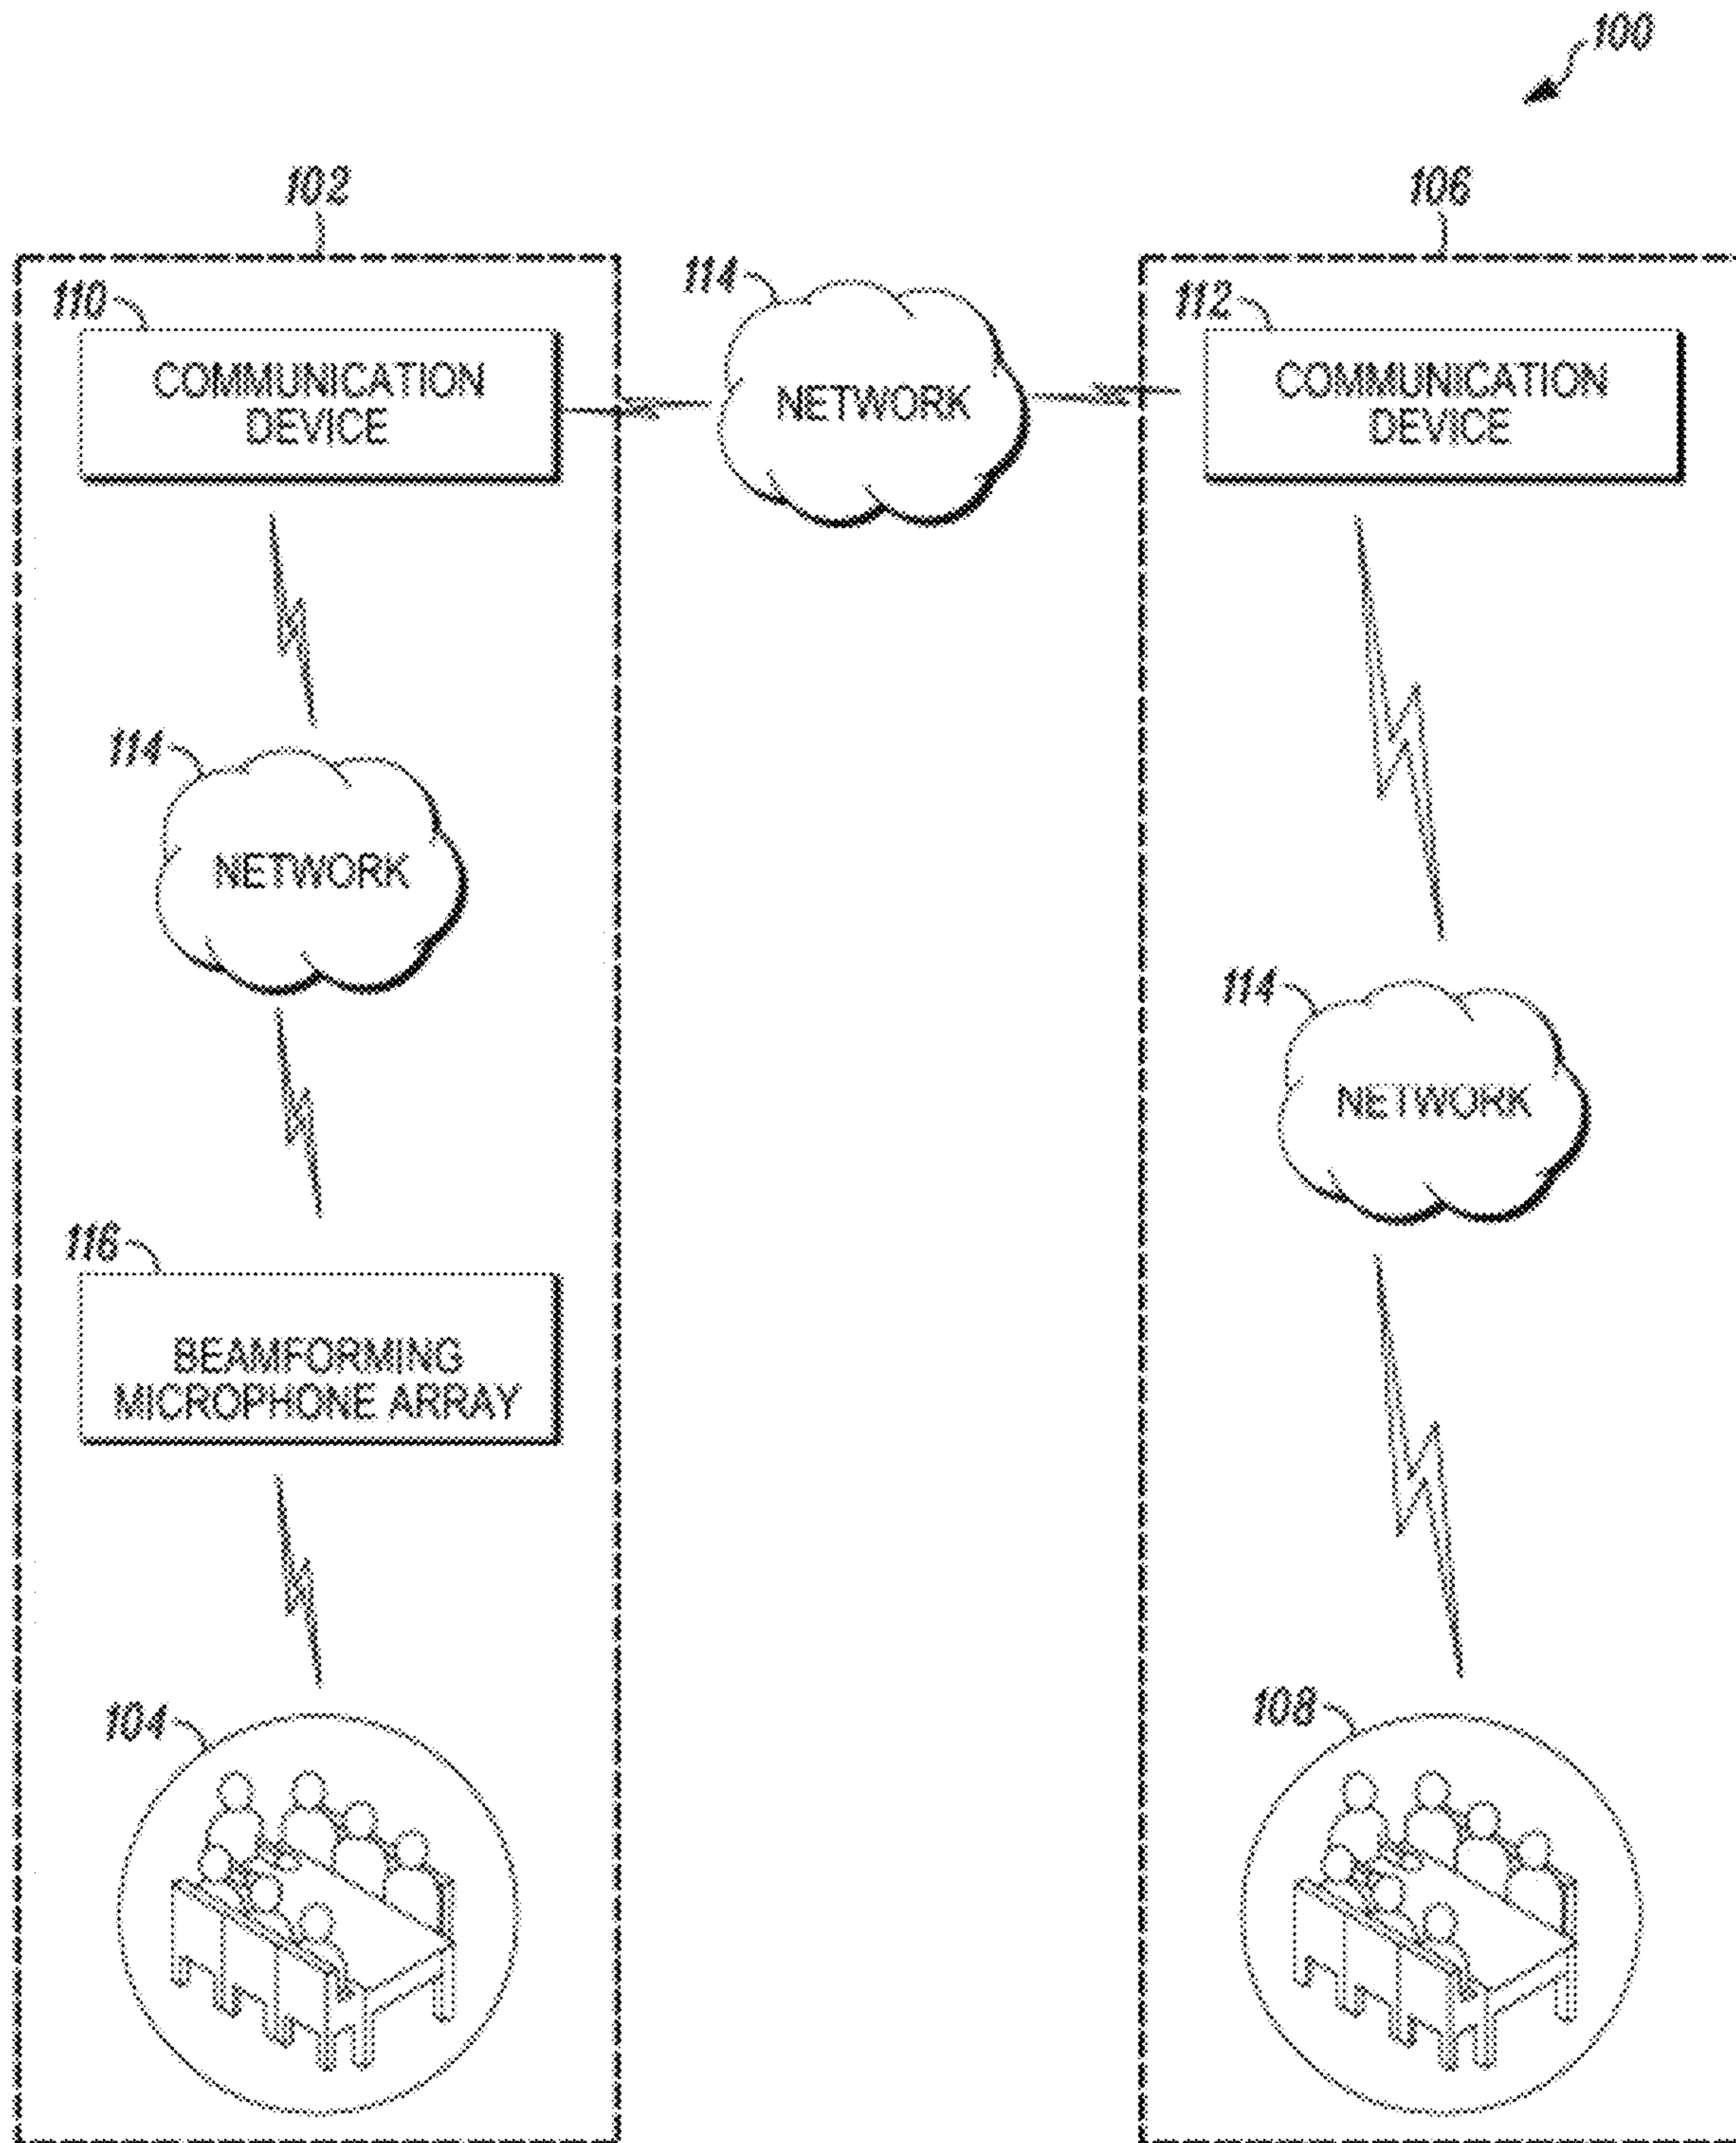 100
102
106
110
114
112
COMMUNICATION
DEVICE
NETWORK
COMMUNICATION
DEVICE
114
NETWORK
114
NETWORK
116
BEAMFORMING
MICROPHONE ARRAY
104
108